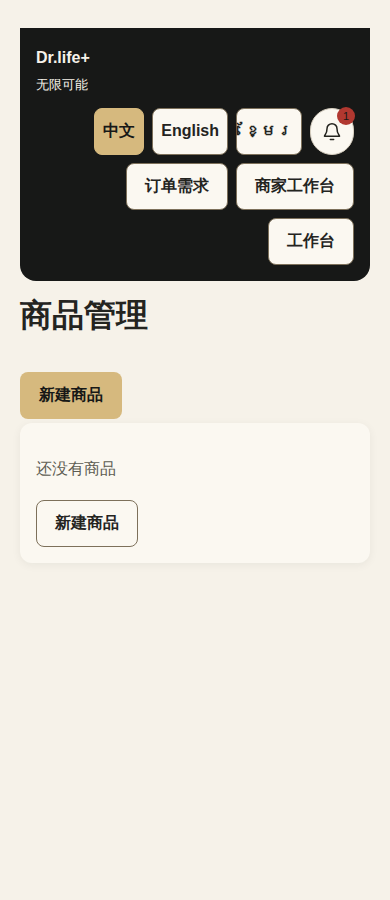 Dr.life+
无限可能
中文 English ខ្មែរ 1
订单需求 商家工作台
工作台
商品管理
新建商品
还没有商品
新建商品